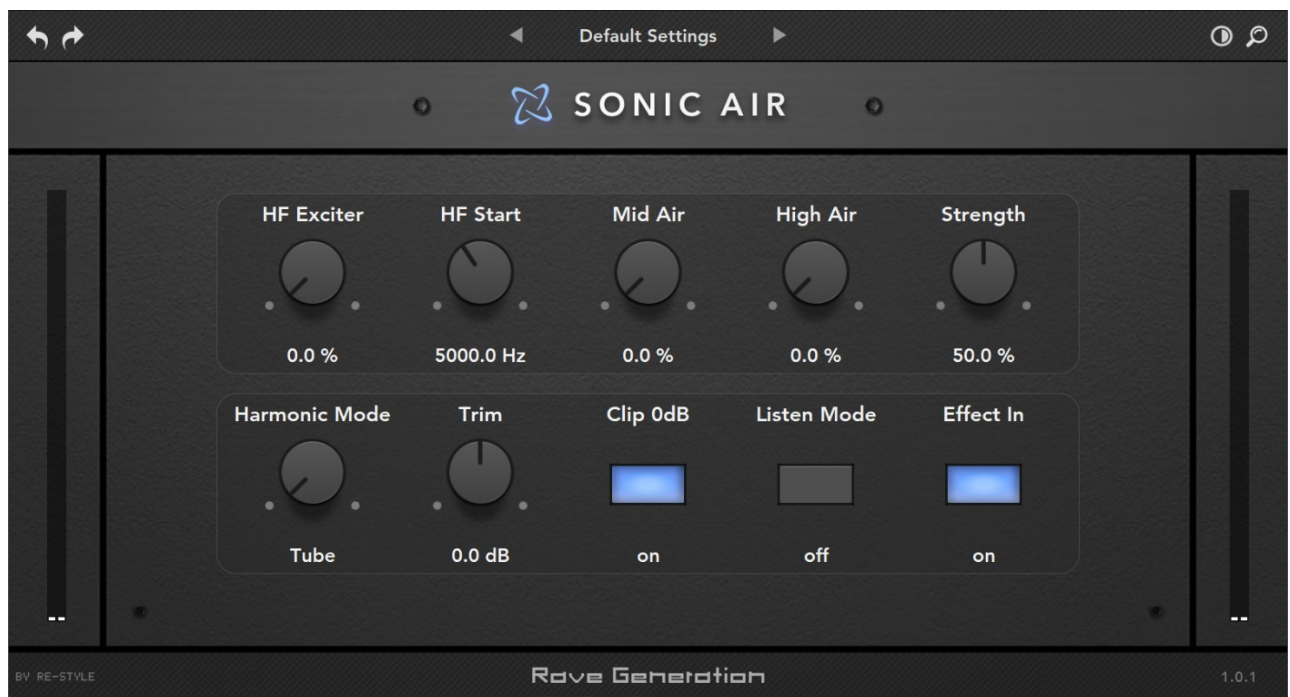 Default Settings
SONIC AIR
HF Exciter HF Start Mid Air High Air Strength
0.0 % 5000.0 Hz 0.0 % 0.0 % 50.0 %
Harmonic Mode Trim Clip 0dB Listen Mode Effect In
Tube 0.0 dB on off on
-- --
BY RE-STYLE Rave Generation 1.0.1